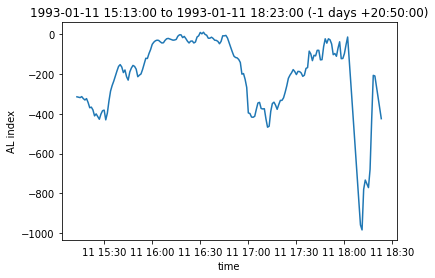 1993-01-11 15:13:00 to 1993-01-11 18:23:00 (-1 days +20:50:00)
0
−200
−400
−600
−800
−1000
AL index
11 15:30 11 16:00 11 16:30 11 17:00 11 17:30 11 18:00 11 18:30
time